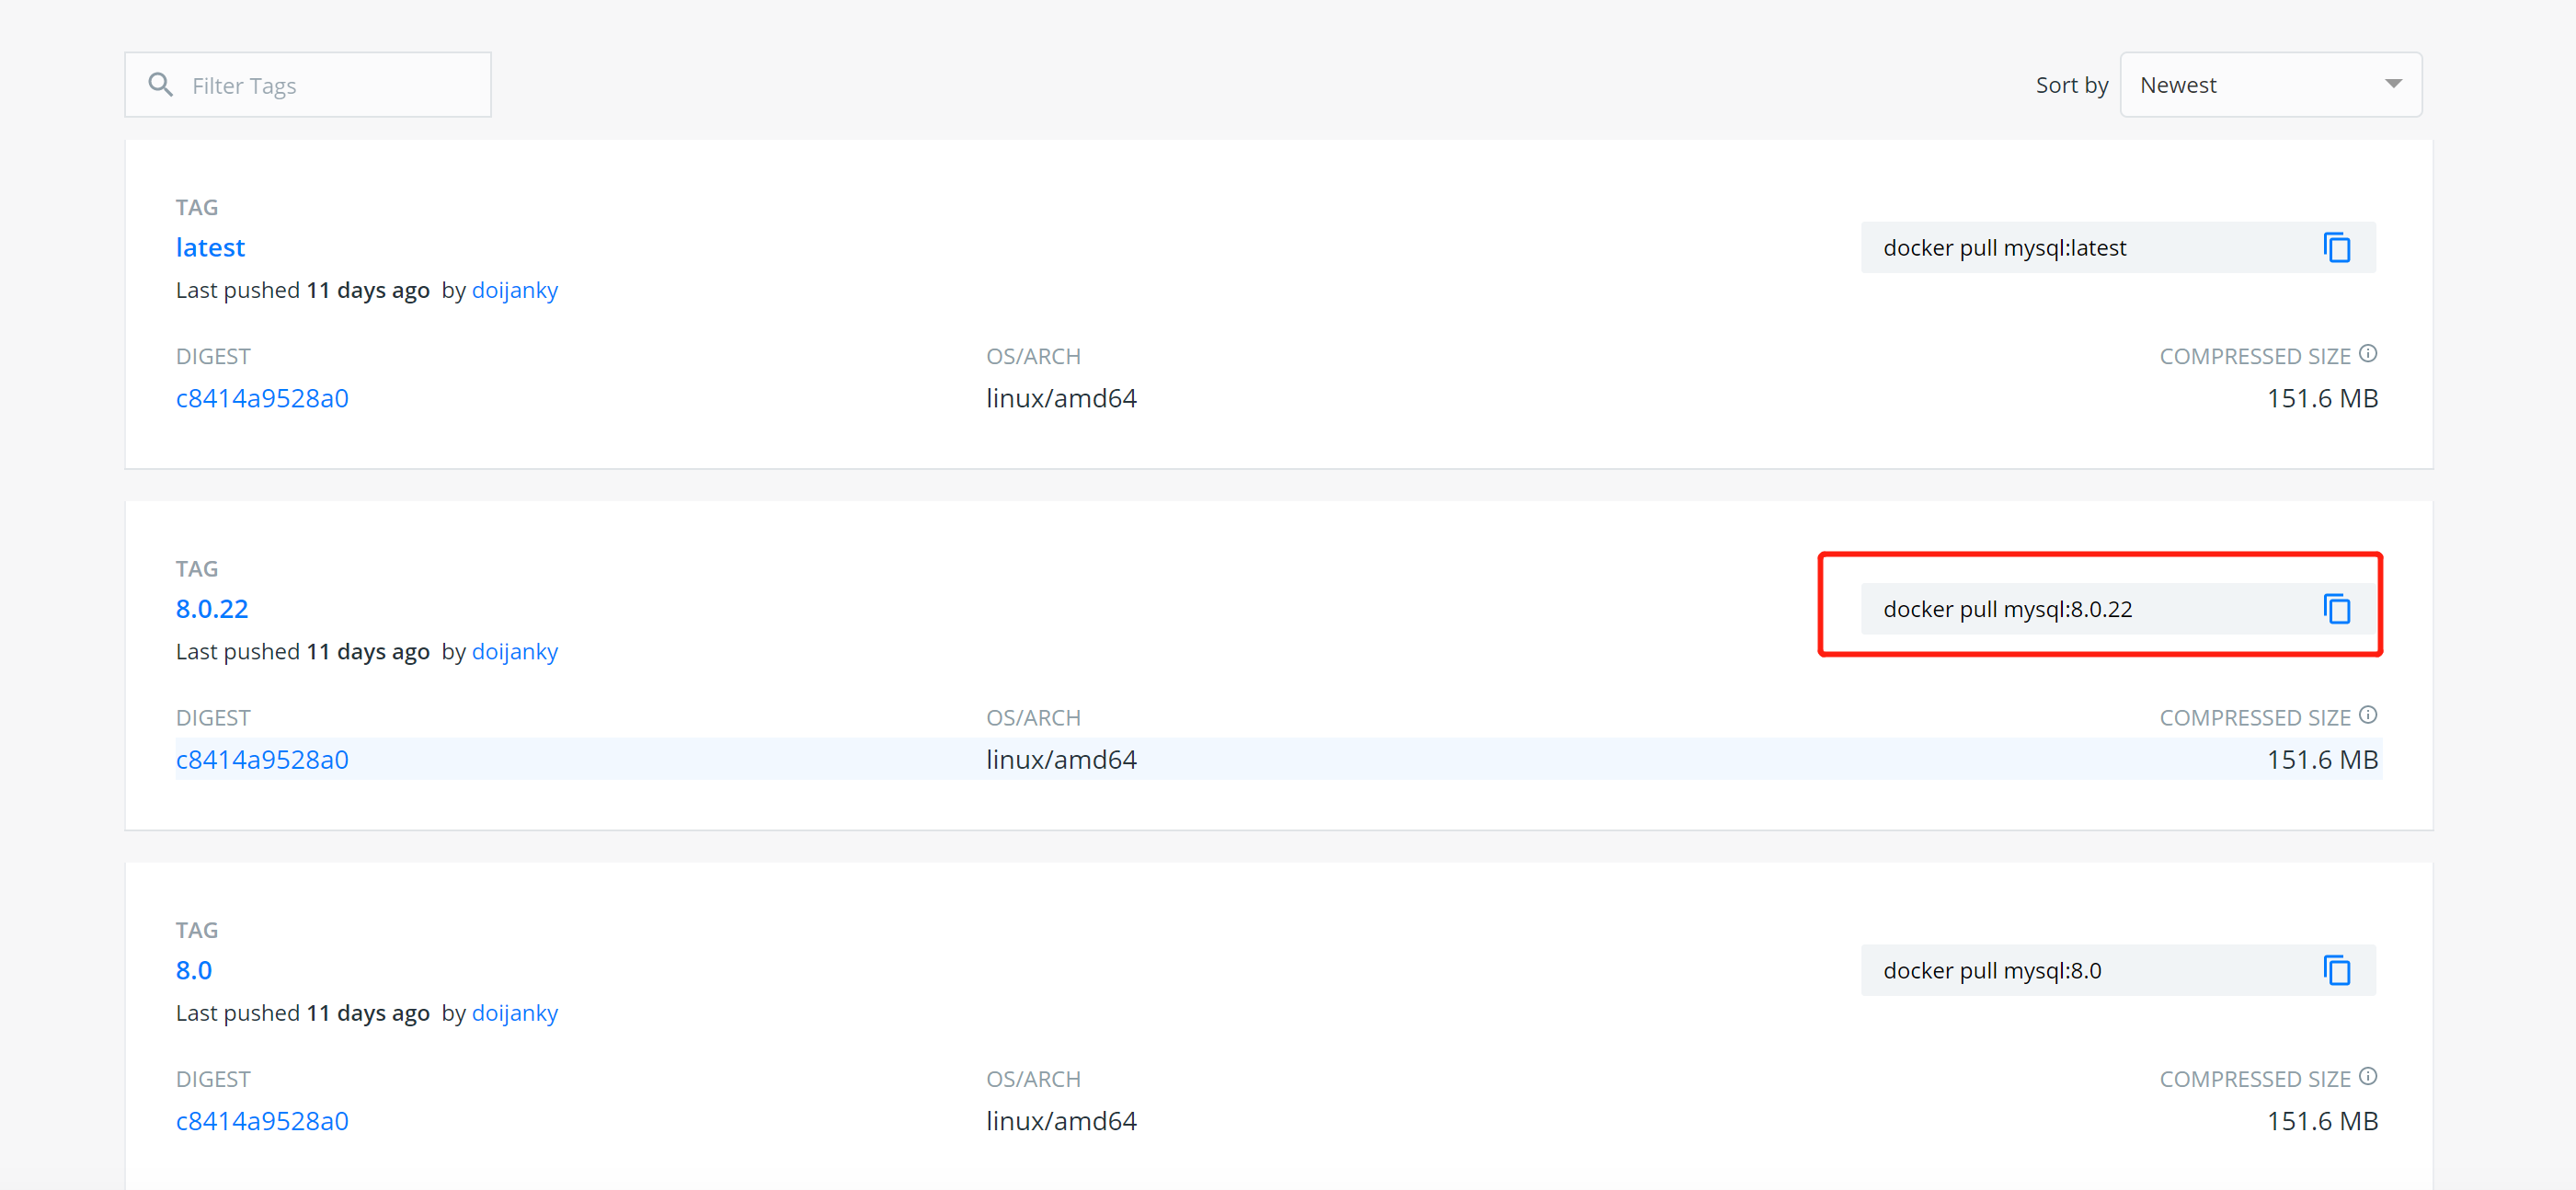 Filter Tags
Sort by Newest
TAG
latest
docker pull mysql:latest
Last pushed 11 days ago by doijanky
DIGEST OS/ARCH COMPRESSED SIZE
c8414a9528a0 linux/amd64 151.6 MB
TAG
8.0.22
docker pull mysql:8.0.22
Last pushed 11 days ago by doijanky
DIGEST OS/ARCH COMPRESSED SIZE
c8414a9528a0 linux/amd64 151.6 MB
TAG
8.0
docker pull mysql:8.0
Last pushed 11 days ago by doijanky
DIGEST OS/ARCH COMPRESSED SIZE
c8414a9528a0 linux/amd64 151.6 MB